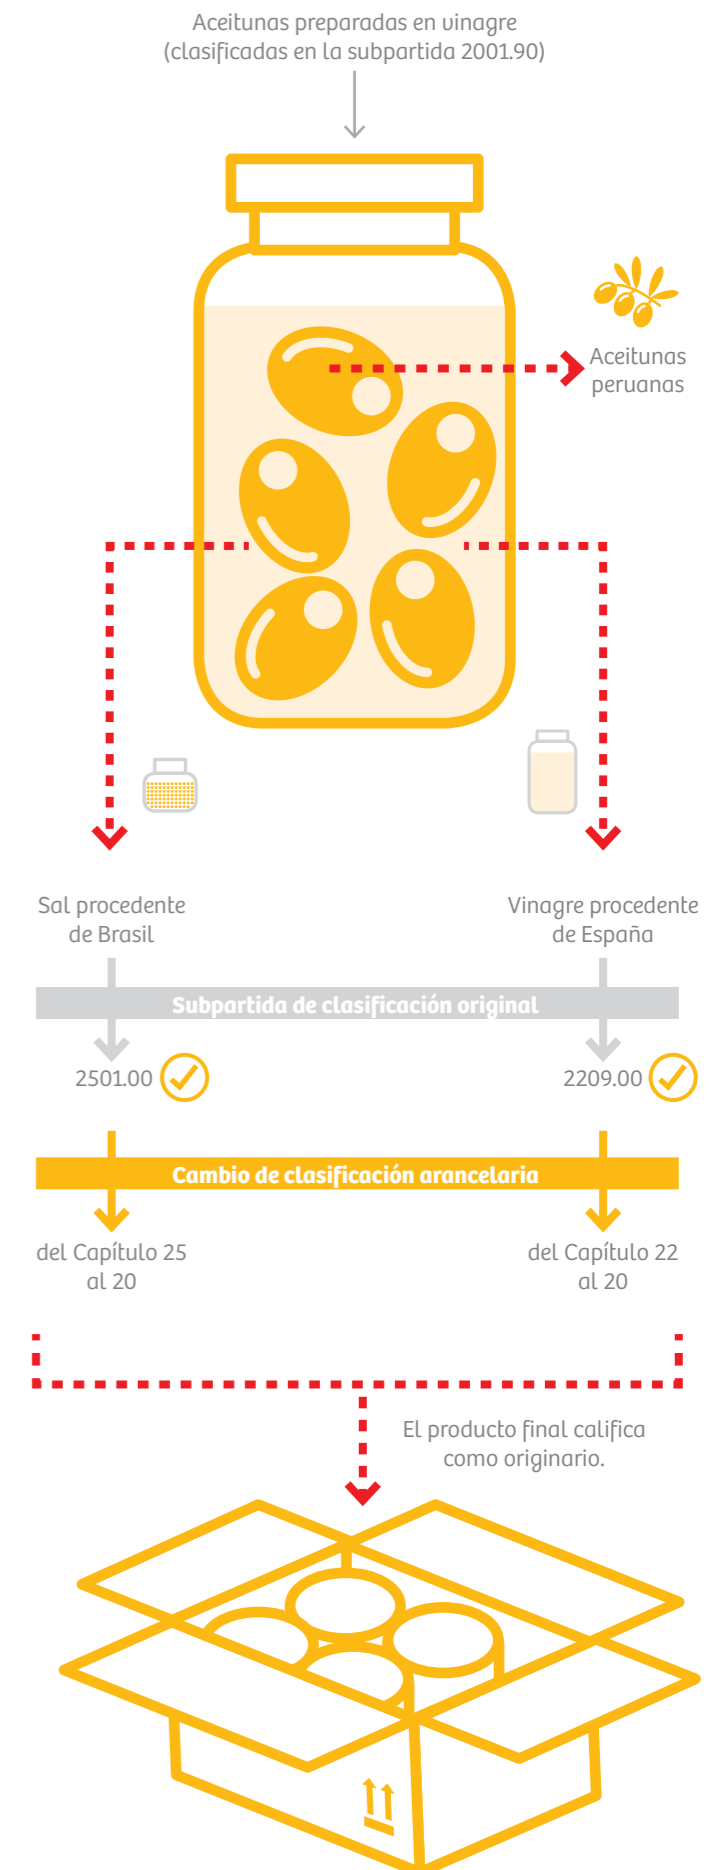 Aceitunas preparadas en vinagre
(clasificadas en la subpartida 2001.90)
Aceitunas
peruanas
Sal procedente
de Brasil
Vinagre procedente
de España
Subpartida de clasificación original
2501.00
2209.00
Cambio de clasificación arancelaria
del Capítulo 25
al 20
del Capítulo 22
al 20
El producto final califica
como originario.